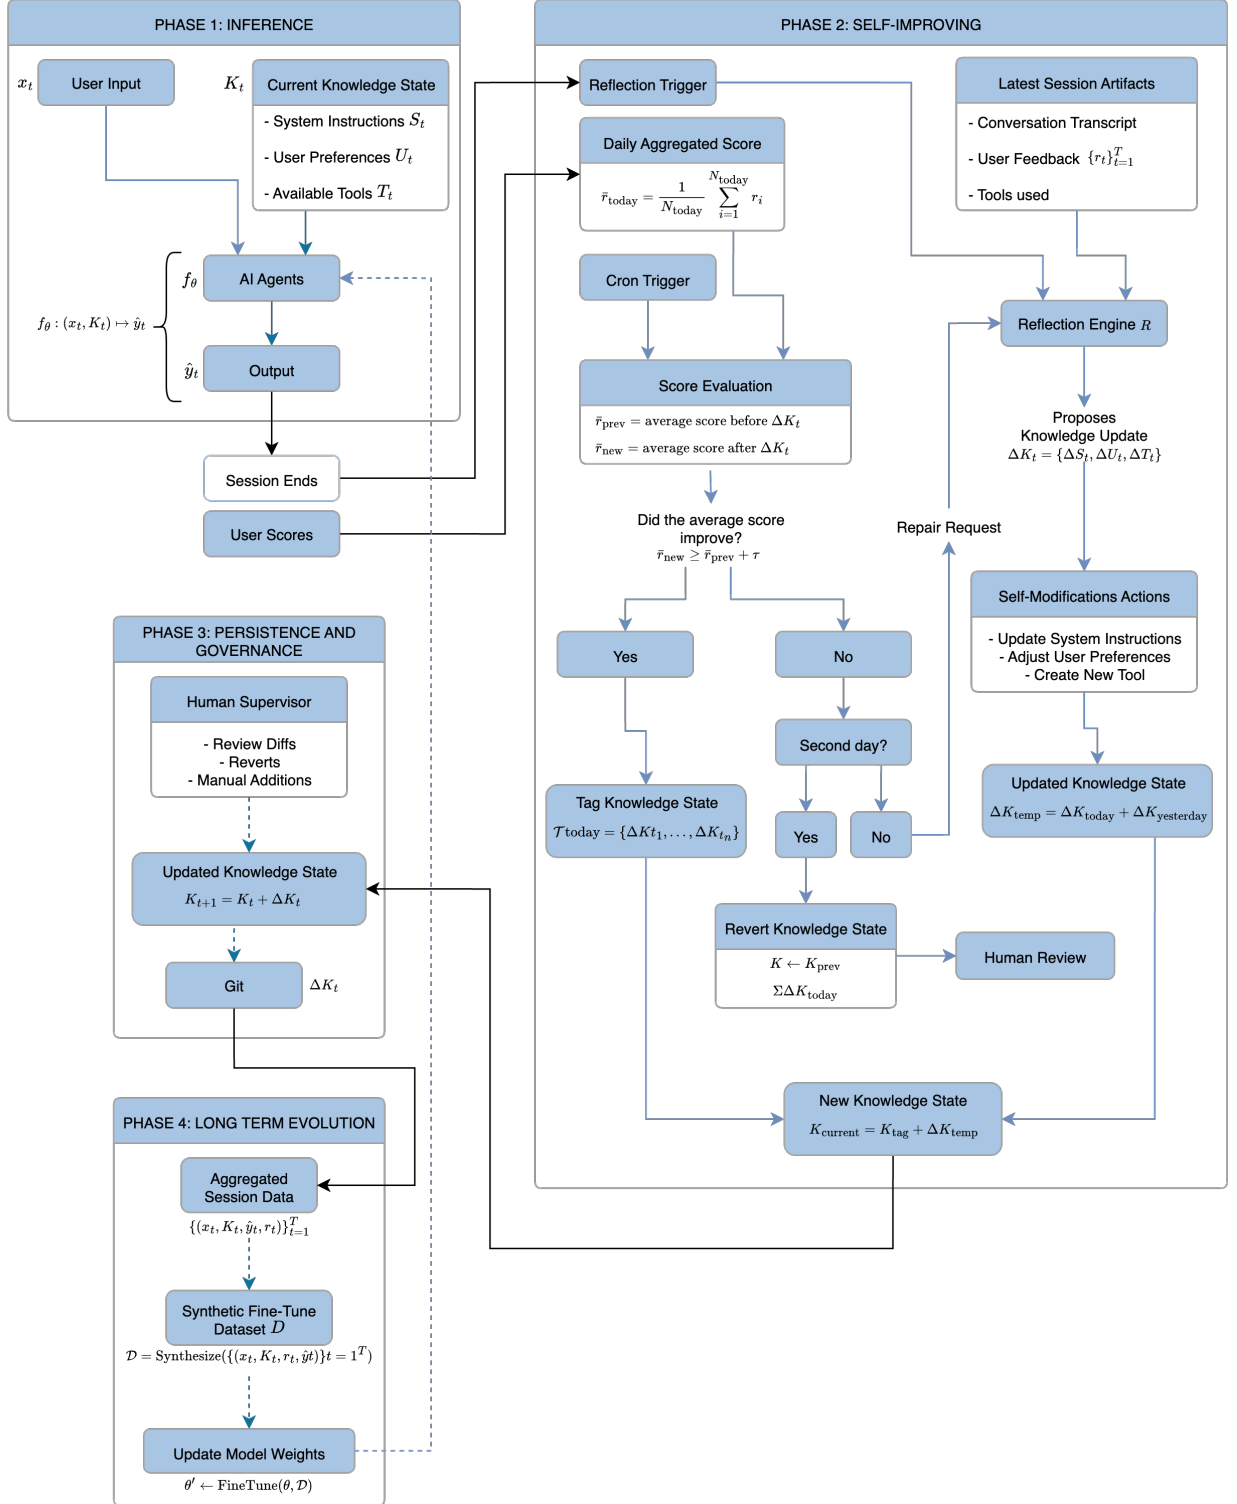 PHASE 1: INFERENCE
x_t
User Input
K_t
Current Knowledge State
- System Instructions S_t
- User Preferences U_t
- Available Tools T_t
f_θ
AI Agents
f_θ : (x_t, K_t) ↦ ŷ_t
ŷ_t
Output
Session Ends
User Scores
PHASE 2: SELF-IMPROVING
Reflection Trigger
Daily Aggregated Score
r̄_today = 1/N_today ∑_{i=1}^{N_today} r_i
Cron Trigger
Score Evaluation
r̄_prev = average score before ΔK_t
r̄_new = average score after ΔK_t
Did the average score
improve?
r̄_new ≥ r̄_prev + τ
Yes
No
Second day?
Yes
No
Tag Knowledge State
𝒯today = {ΔKt_1, . . . , ΔK_{t_n}}
Revert Knowledge State
K ← K_prev
ΣΔK_today
Human Review
Repair Request
Latest Session Artifacts
- Conversation Transcript
- User Feedback {r_t}_{t=1}^T
- Tools used
Reflection Engine R
Proposes
Knowledge Update
ΔK_t = {ΔS_t, ΔU_t, ΔT_t}
Self-Modifications Actions
- Update System Instructions
- Adjust User Preferences
- Create New Tool
Updated Knowledge State
ΔK_temp = ΔK_today + ΔK_yesterday
New Knowledge State
K_current = K_tag + ΔK_temp
PHASE 3: PERSISTENCE AND
GOVERNANCE
Human Supervisor
- Review Diffs
- Reverts
- Manual Additions
Updated Knowledge State
K_{t+1} = K_t + ΔK_t
Git
ΔK_t
PHASE 4: LONG TERM EVOLUTION
Aggregated
Session Data
{(x_t, K_t, ŷ_t, r_t)}_{t=1}^T
Synthetic Fine-Tune
Dataset D
𝒟 = Synthesize({(x_t, K_t, r_t, ŷt)}t = 1^T)
Update Model Weights
θ′ ← FineTune(θ, 𝒟)